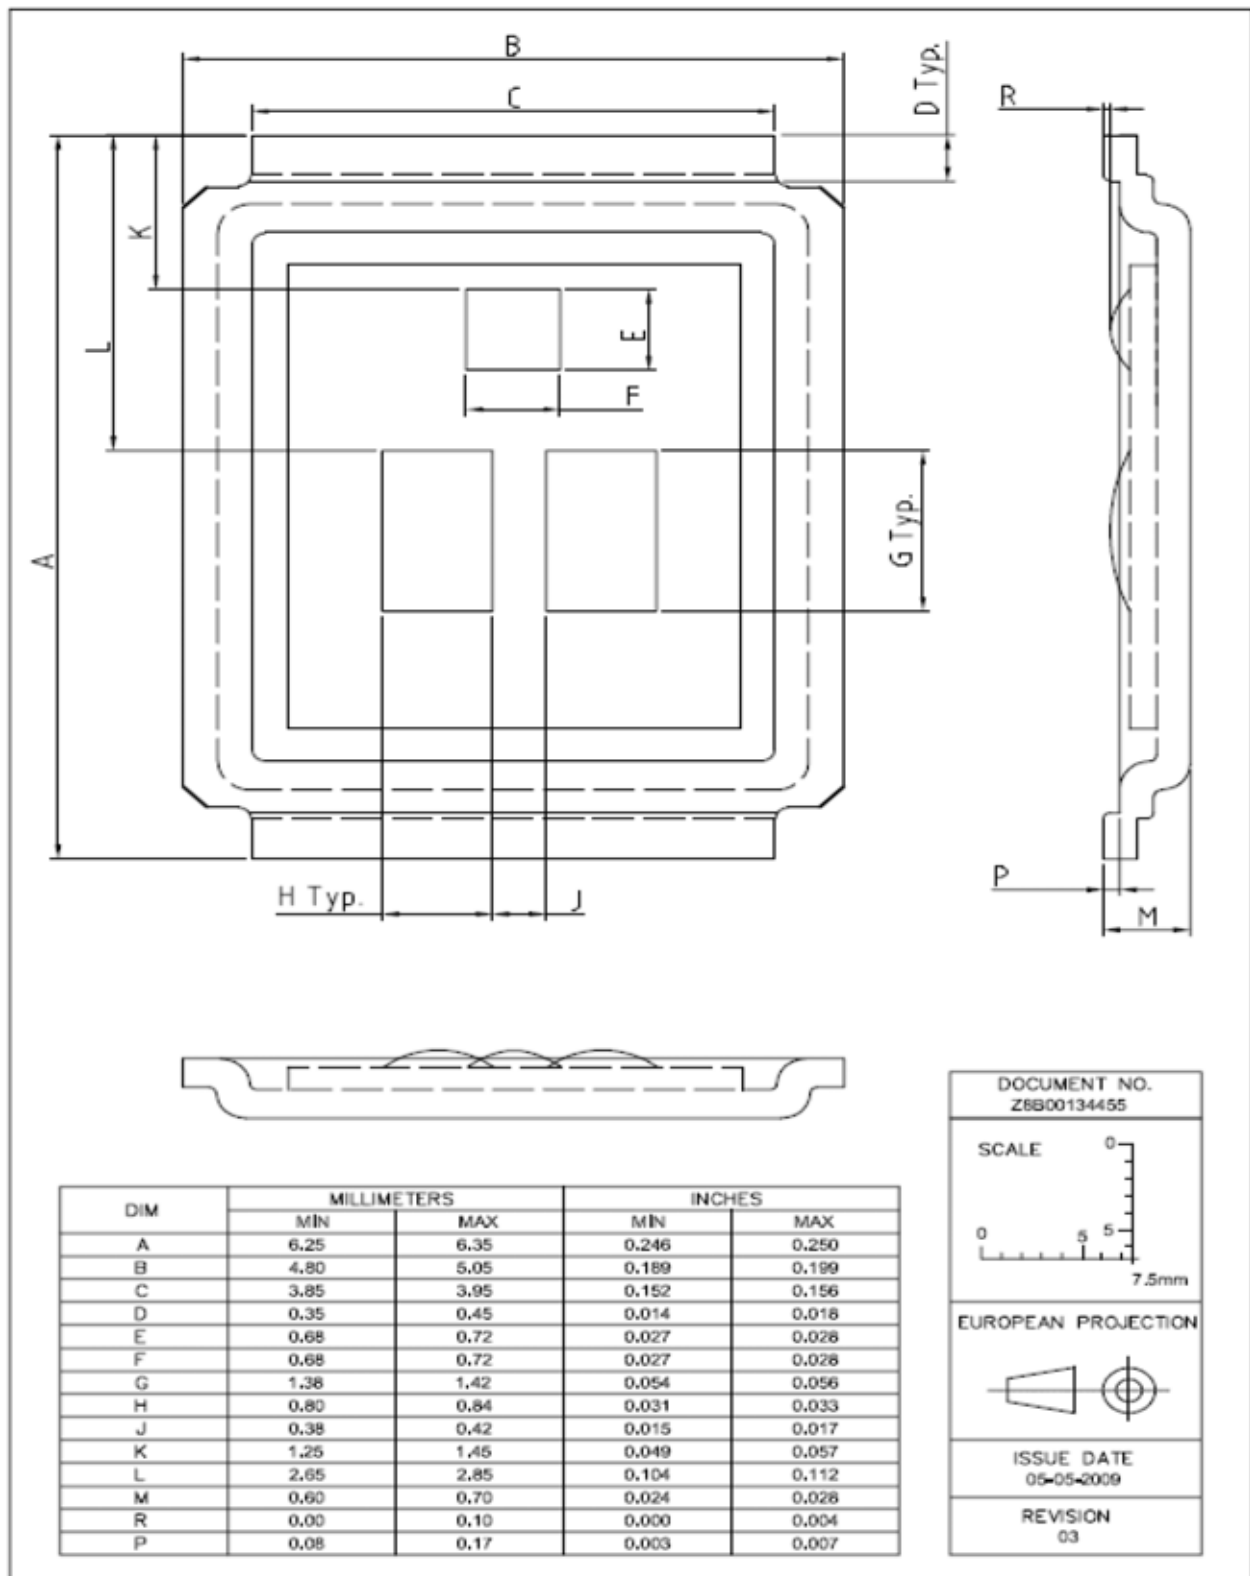 B
C
D Typ.
R
K
L
E
F
A
G Typ.
H Typ.
J
P
M
DIM MILLIMETERS INCHES
MIN MAX MIN MAX
A 6.25 6.35 0.246 0.250
B 4.80 5.05 0.189 0.199
C 3.85 3.95 0.152 0.156
D 0.35 0.45 0.014 0.018
E 0.68 0.72 0.027 0.028
F 0.68 0.72 0.027 0.028
G 1.38 1.42 0.054 0.056
H 0.80 0.84 0.031 0.033
J 0.38 0.42 0.015 0.017
K 1.25 1.45 0.049 0.057
L 2.65 2.85 0.104 0.112
M 0.60 0.70 0.024 0.028
R 0.00 0.10 0.000 0.004
P 0.08 0.17 0.003 0.007
DOCUMENT NO.
Z8B00134455
SCALE
0
0 5 5
7.5mm
EUROPEAN PROJECTION
ISSUE DATE
05-05-2009
REVISION
03